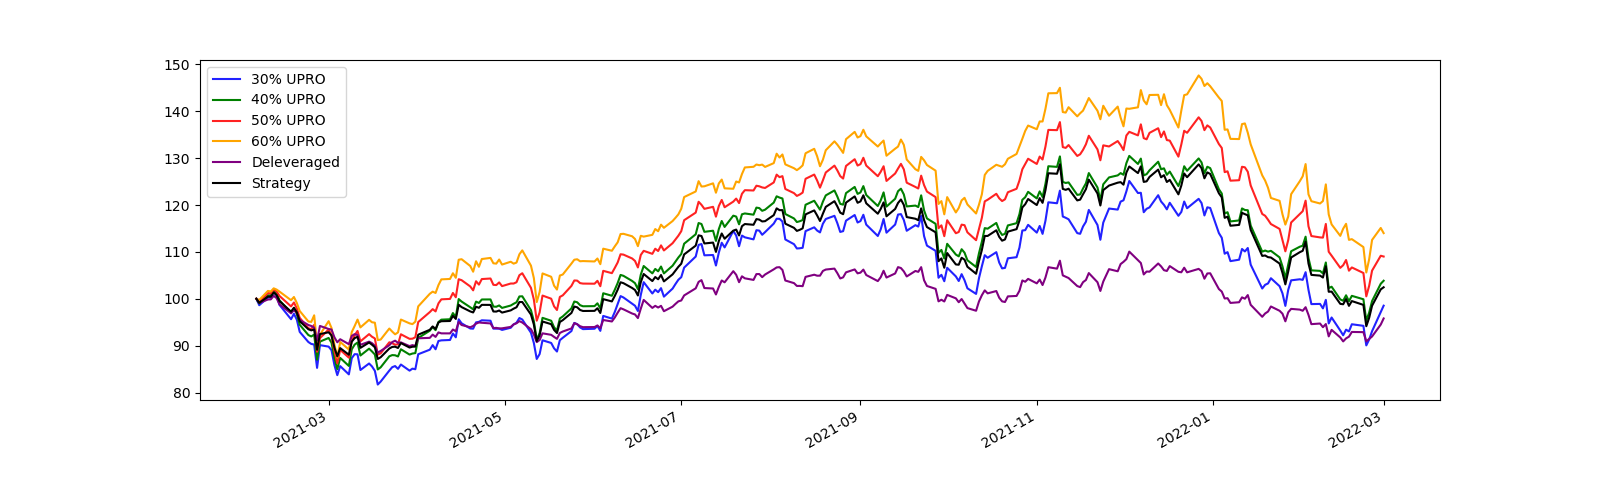 150
140
130
120
110
100
90
80
30% UPRO
40% UPRO
50% UPRO
60% UPRO
Deleveraged
Strategy
2021-03
2021-05
2021-07
2021-09
2021-11
2022-01
2022-03